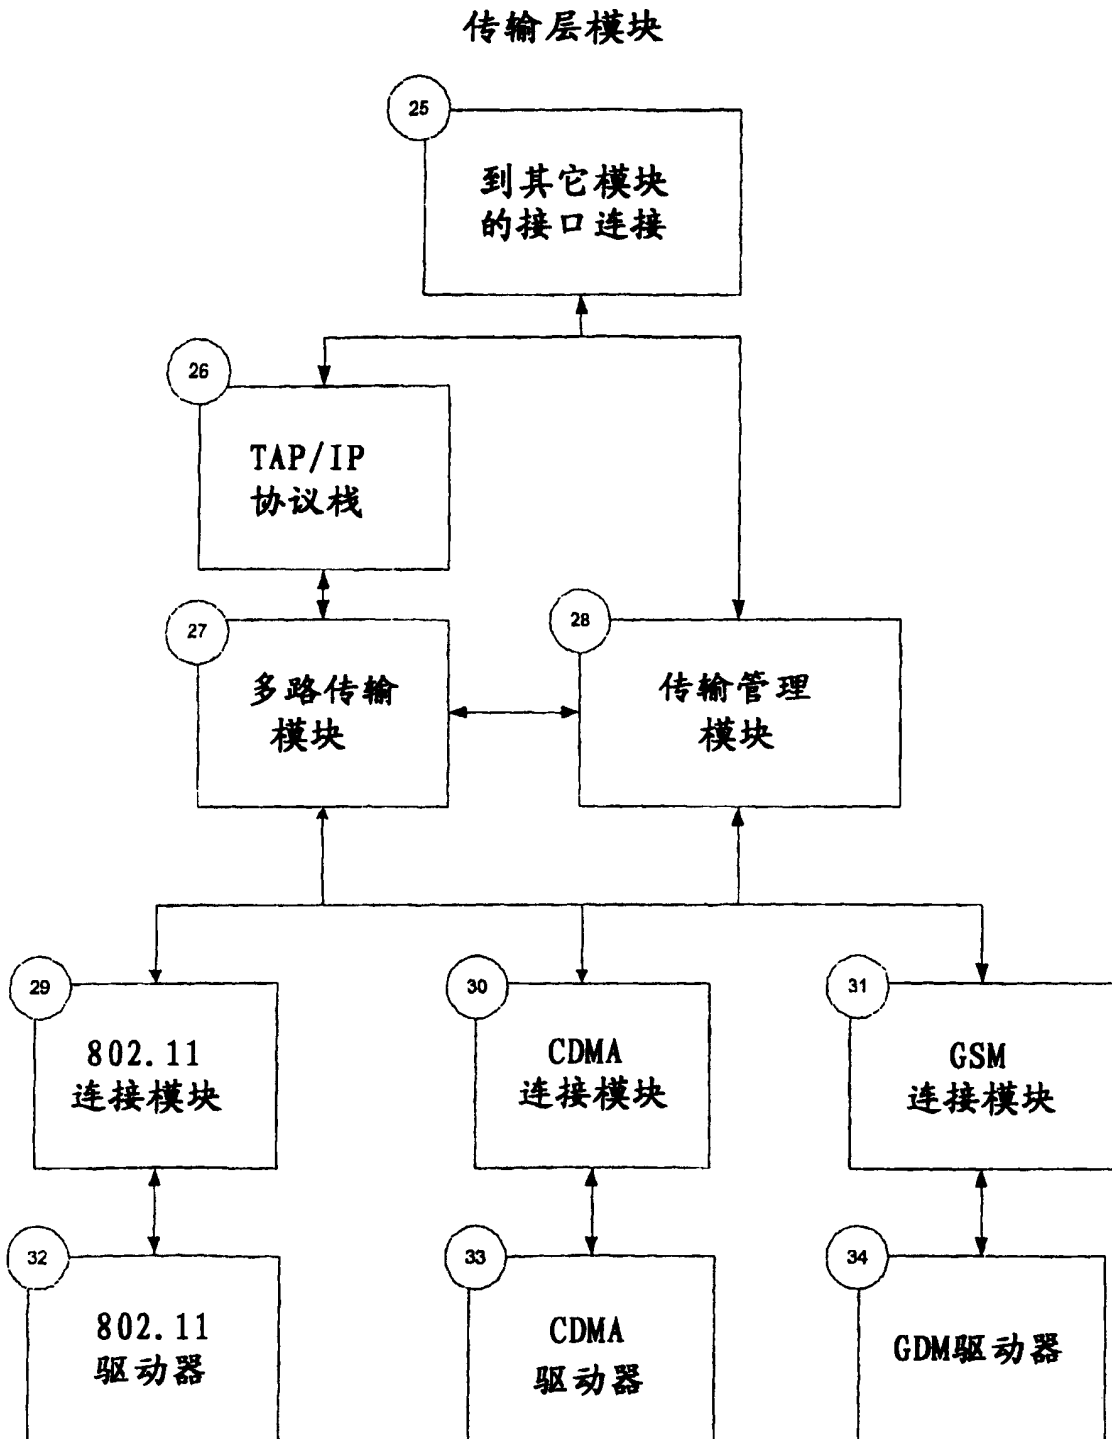 传输层模块
25
到其它模块
的接口连接
26
TAP/IP
协议栈
27
多路传输
模块
28
传输管理
模块
29
802.11
连接模块
30
CDMA
连接模块
31
GSM
连接模块
32
802.11
驱动器
33
CDMA
驱动器
34
GDM驱动器